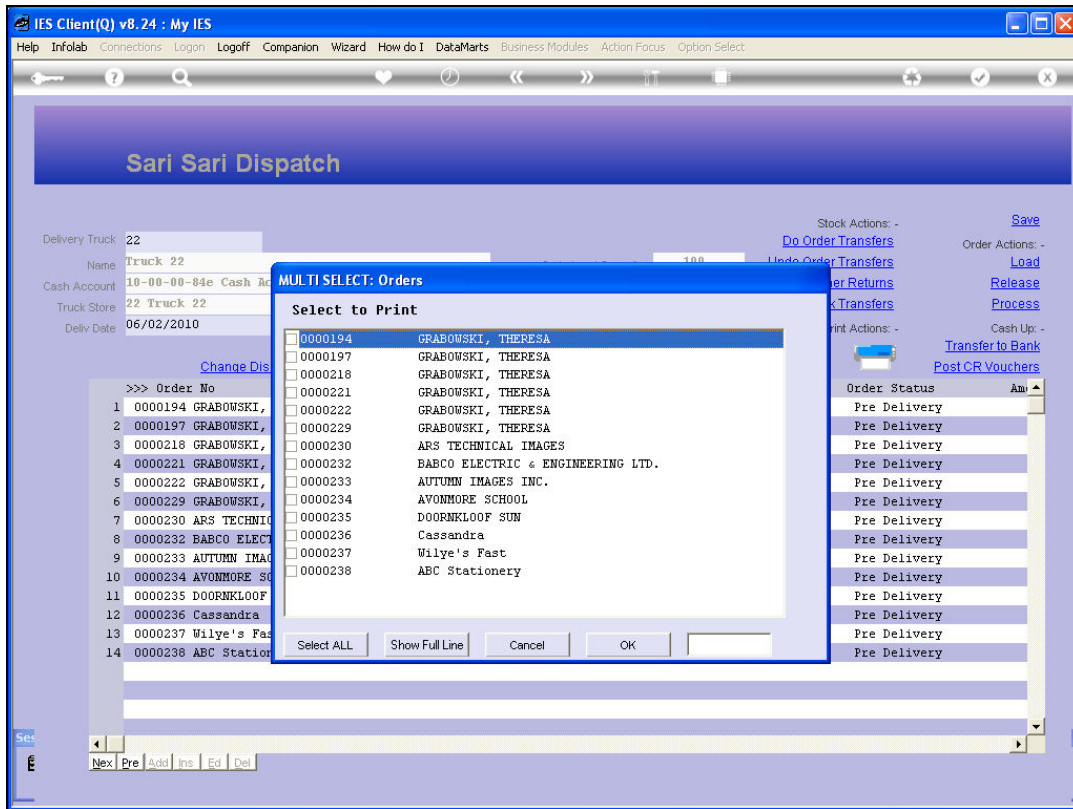 IES Client(Q) v8.24 : My IES
Help Infolab Connections Logon Logoff Companion Wizard How do I DataMarts Business Modules Action Focus Option Select
Sari Sari Dispatch
Stock Actions: - Save
Delivery Truck 22 Do Order Transfers Order Actions: -
Name Truck 22 100 Undo Order Transfers Load
Cash Account 10-00-00-84e Cash Ac er Returns Release
Truck Store 22 Truck 22 k Transfers Process
Deliv Date 06/02/2010 int Actions: - Cash Up: -
Transfer to Bank
Change Dis Post CR Vouchers
MULTI SELECT: Orders
Select to Print
0000194 GRABOWSKI, THERESA
0000197 GRABOWSKI, THERESA
0000218 GRABOWSKI, THERESA
0000221 GRABOWSKI, THERESA
0000222 GRABOWSKI, THERESA
0000229 GRABOWSKI, THERESA
0000230 ARS TECHNICAL IMAGES
0000232 BABCO ELECTRIC & ENGINEERING LTD.
0000233 AUTUMN IMAGES INC.
0000234 AVONMORE SCHOOL
0000235 DOORNKLOOF SUN
0000236 Cassandra
0000237 Wilye's Fast
0000238 ABC Stationery
Select ALL Show Full Line Cancel OK
>>> Order No Order Status Am
1 0000194 GRABOWSKI, Pre Delivery
2 0000197 GRABOWSKI, Pre Delivery
3 0000218 GRABOWSKI, Pre Delivery
4 0000221 GRABOWSKI, Pre Delivery
5 0000222 GRABOWSKI, Pre Delivery
6 0000229 GRABOWSKI, Pre Delivery
7 0000230 ARS TECHNIC Pre Delivery
8 0000232 BABCO ELECT Pre Delivery
9 0000233 AUTUMN IMAG Pre Delivery
10 0000234 AVONMORE SC Pre Delivery
11 0000235 DOORNKLOOF Pre Delivery
12 0000236 Cassandra Pre Delivery
13 0000237 Wilye's Fas Pre Delivery
14 0000238 ABC Station Pre Delivery
Ses
Nex Pre Add Ins Ed Del